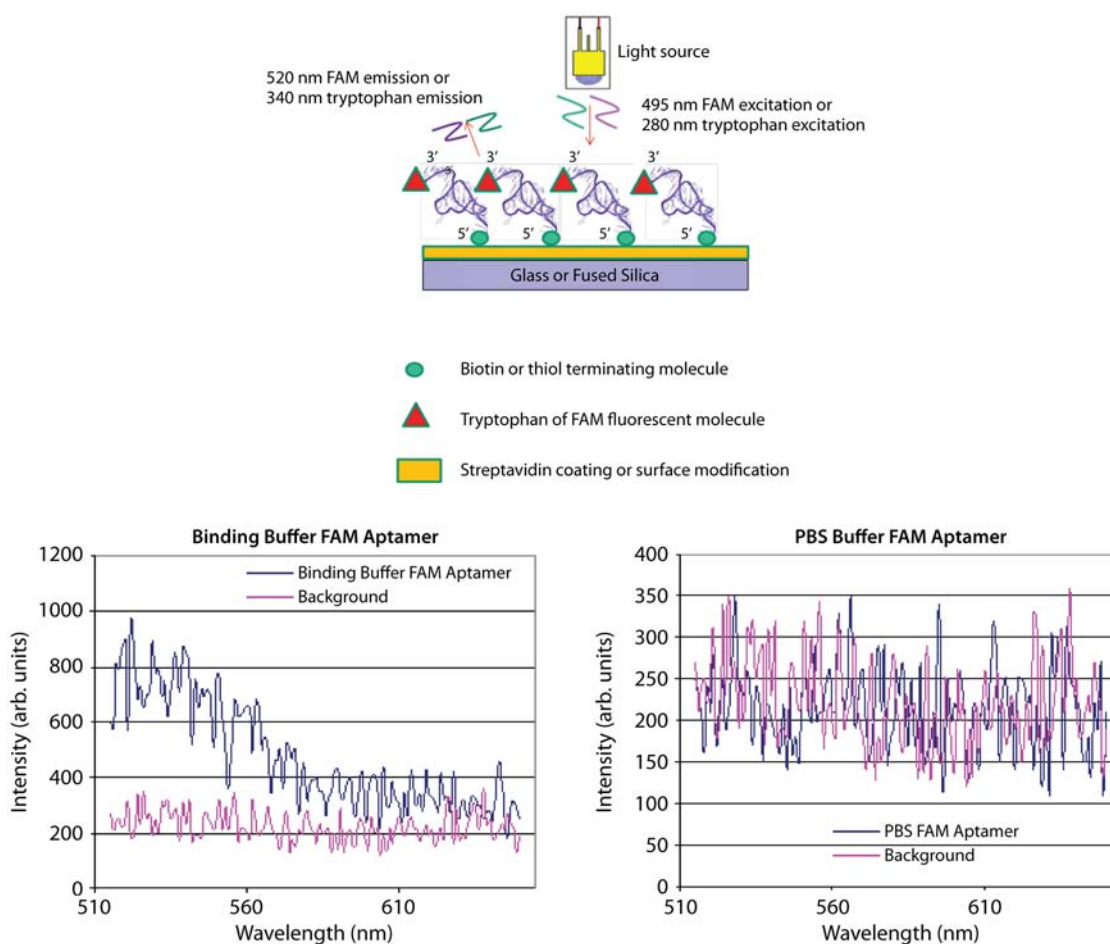 Light source
520 nm FAM emission or
340 nm tryptophan emission
495 nm FAM excitation or
280 nm tryptophan excitation
3’ 3’ 3’ 3’
5’ 5’ 5’ 5’
Glass or Fused Silica
Biotin or thiol terminating molecule
Tryptophan of FAM fluorescent molecule
Streptavidin coating or surface modification
Binding Buffer FAM Aptamer
1200
1000
800
600
400
200
0
Intensity (arb. units)
Binding Buffer FAM Aptamer
Background
510 560 610
Wavelength (nm)
PBS Buffer FAM Aptamer
400
350
300
250
200
150
100
50
0
Intensity (arb. units)
PBS FAM Aptamer
Background
510 560 610
Wavelength (nm)